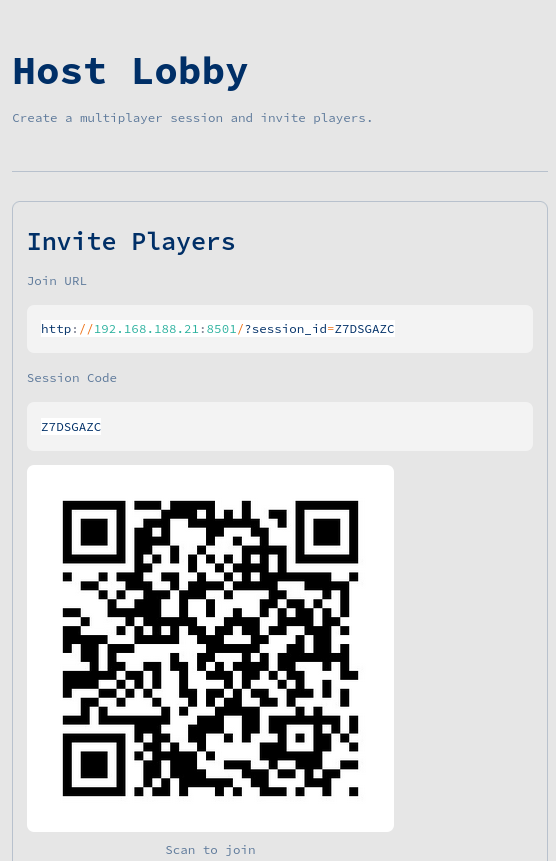 Host Lobby
Create a multiplayer session and invite players.
Invite Players
Join URL
http://192.168.188.21:8501/?session_id=Z7DSGAZC
Session Code
Z7DSGAZC
Scan to join